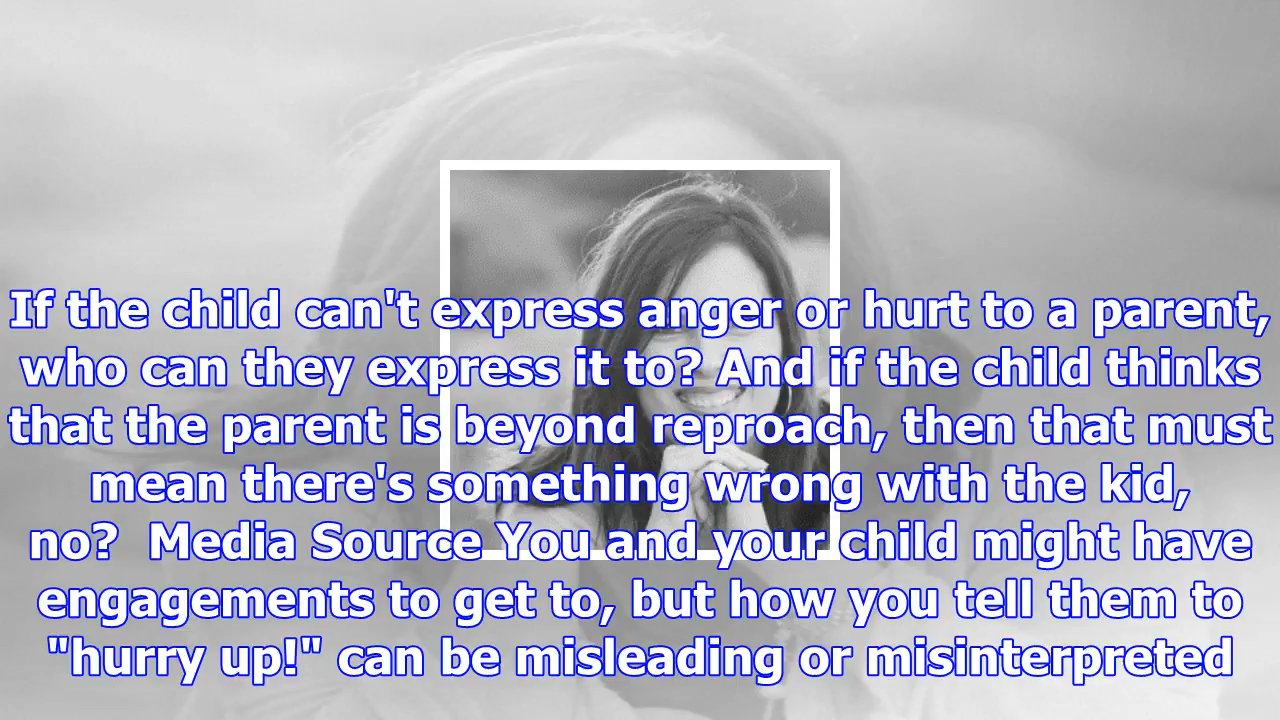 If the child can't express anger or hurt to a parent,
who can they express it to? And if the child thinks
that the parent is beyond reproach, then that must
mean there's something wrong with the kid,
no?  Media Source You and your child might have
engagements to get to, but how you tell them to
"hurry up!" can be misleading or misinterpreted